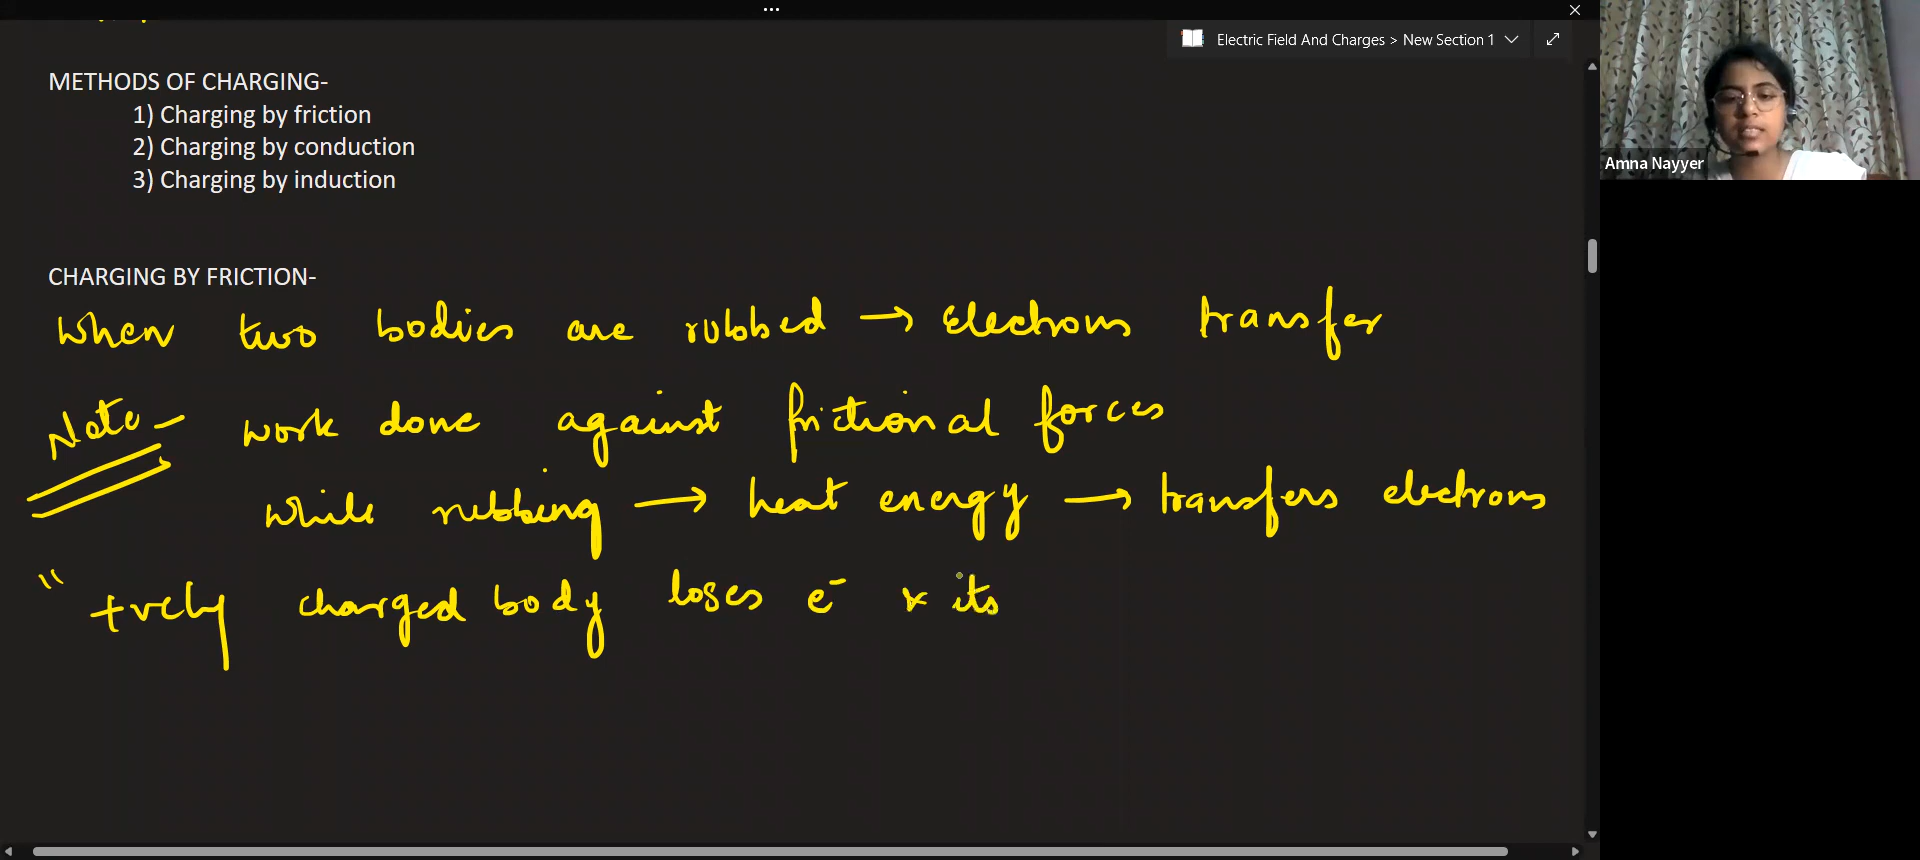 Electric Field And Charges > New Section 1
Amna Nayyer
METHODS OF CHARGING-
1) Charging by friction
2) Charging by conduction
3) Charging by induction
CHARGING BY FRICTION-
When two bodies are rubbed → Electrons transfer
Note - work done against frictional forces
while rubbing → heat energy → transfers electrons
" +vely charged body loses e⁻ & its